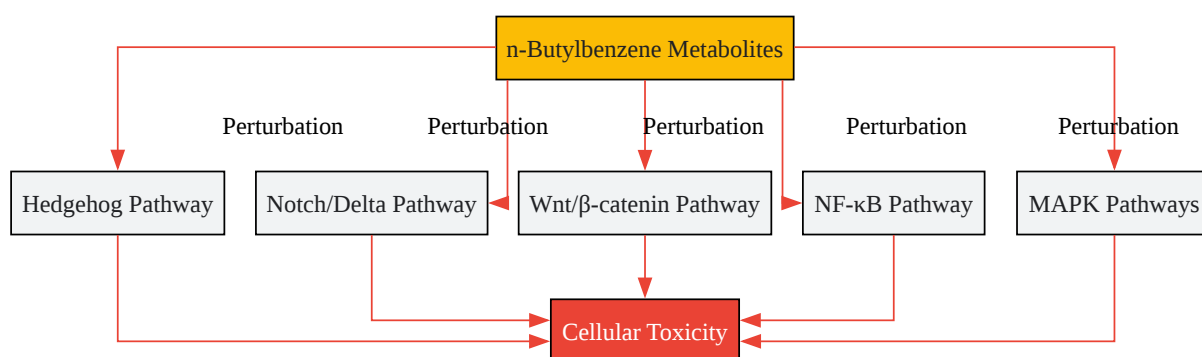 n-Butylbenzene Metabolites
Perturbation
Perturbation
Perturbation
Perturbation
Perturbation
Hedgehog Pathway
Notch/Delta Pathway
Wnt/β-catenin Pathway
NF-κB Pathway
MAPK Pathways
Cellular Toxicity